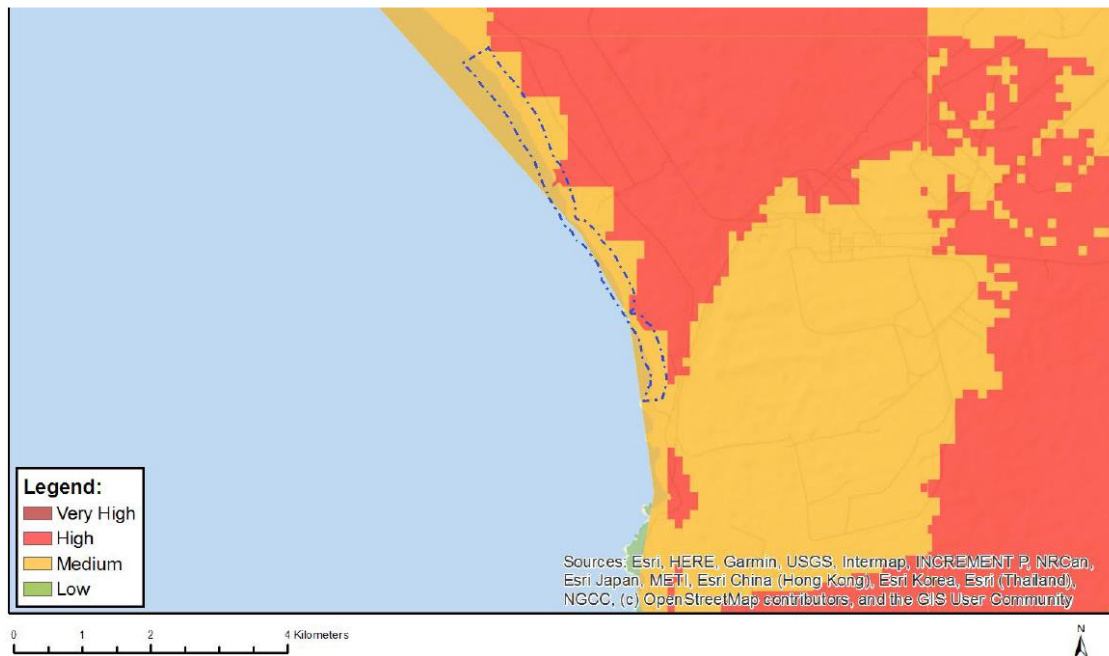 Legend:
Very High
High
Medium
Low
Sources: Esri, HERE, Garmin, USGS, Intermap, INCREMENT P, NRCan,
Esri Japan, METI, Esri China (Hong Kong), Esri Korea, Esri (Thailand),
NGCC, (c) OpenStreetMap contributors, and the GIS User Community
0 1 2 4 Kilometers
N